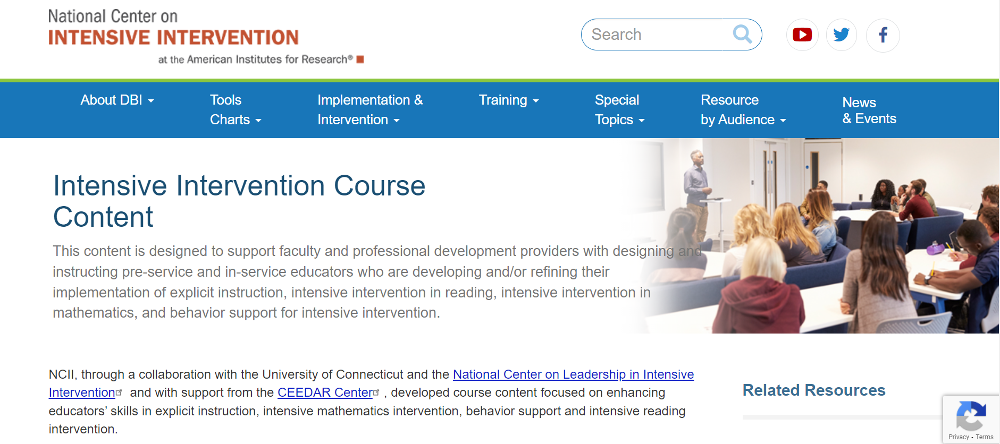 National Center on
INTENSIVE INTERVENTION
at the American Institutes for Research®
Search
About DBI
Tools
Charts
Implementation &
Intervention
Training
Special
Topics
Resource
by Audience
News
& Events
Intensive Intervention Course
Content
This content is designed to support faculty and professional development providers with designing and
instructing pre-service and in-service educators who are developing and/or refining their
implementation of explicit instruction, intensive intervention in reading, intensive intervention in
mathematics, and behavior support for intensive intervention.
NCII, through a collaboration with the University of Connecticut and the National Center on Leadership in Intensive
Intervention and with support from the CEEDAR Center , developed course content focused on enhancing
educators’ skills in explicit instruction, intensive mathematics intervention, behavior support and intensive reading
intervention.
Related Resources
Privacy - Terms